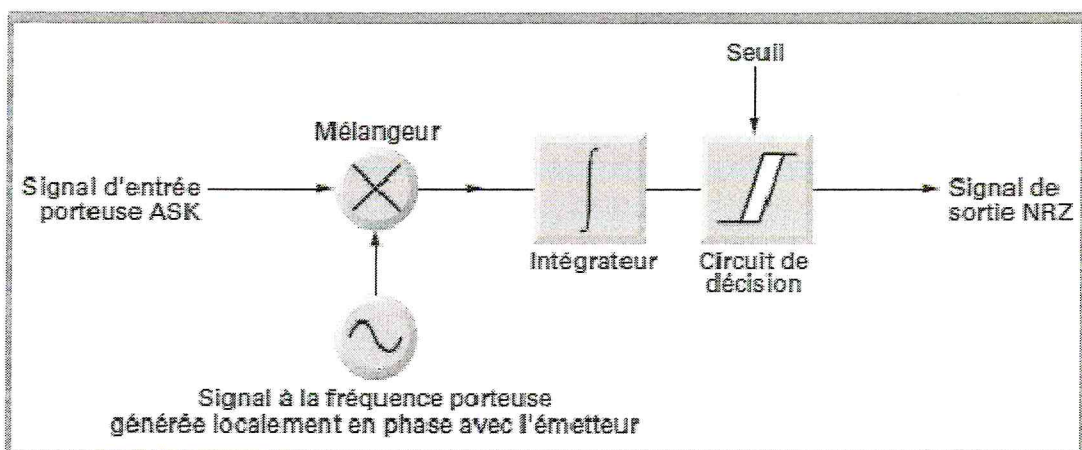 Seuil
Mélangeur
Signal d'entrée
porteuse ASK
Signal de
sortie NRZ
Intégrateur
Circuit de
décision
Signal à la fréquence porteuse
générée localement en phase avec l'émetteur